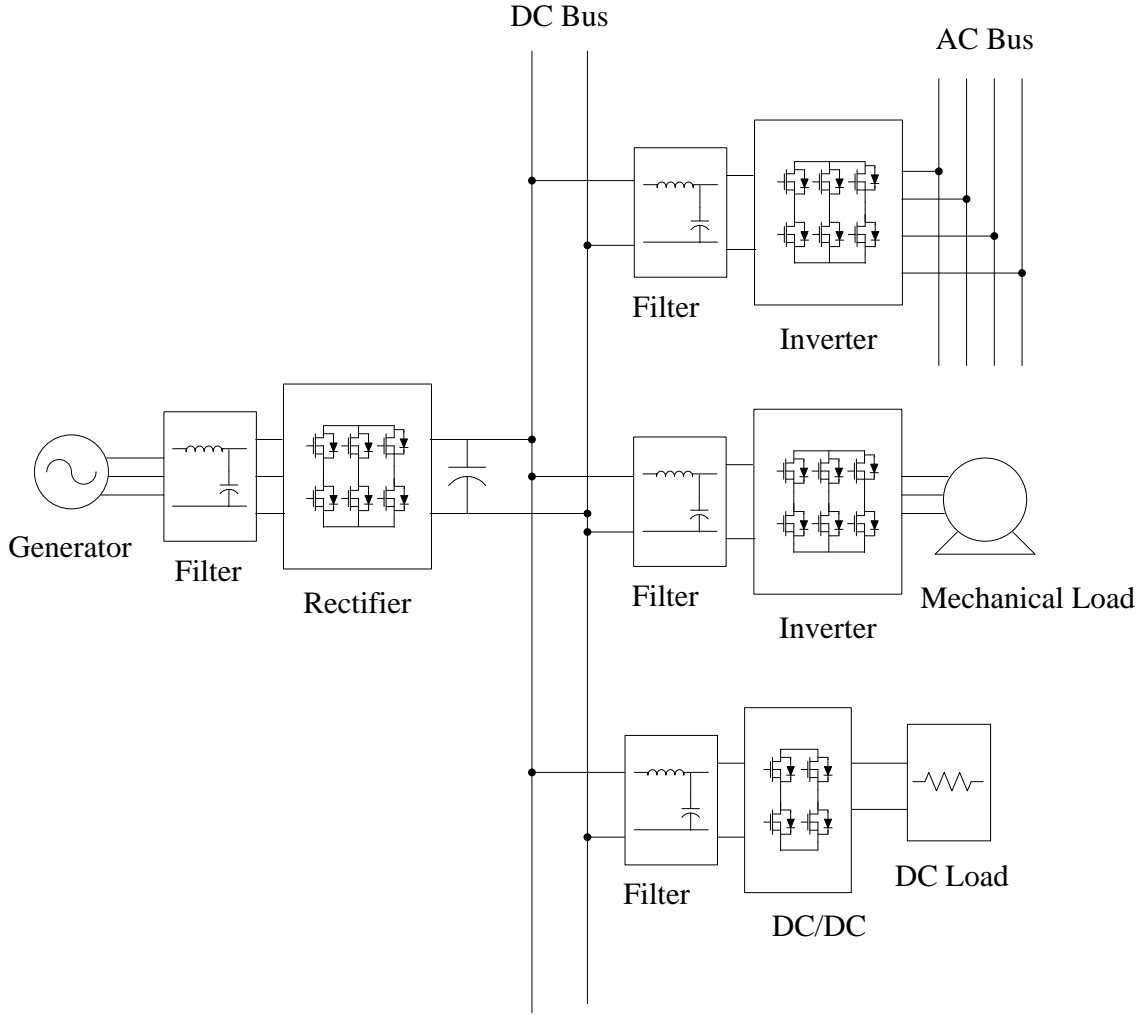 DC Bus
AC Bus
Filter
Inverter
Generator
Filter
Rectifier
Filter
Inverter
Mechanical Load
Filter
DC/DC
DC Load